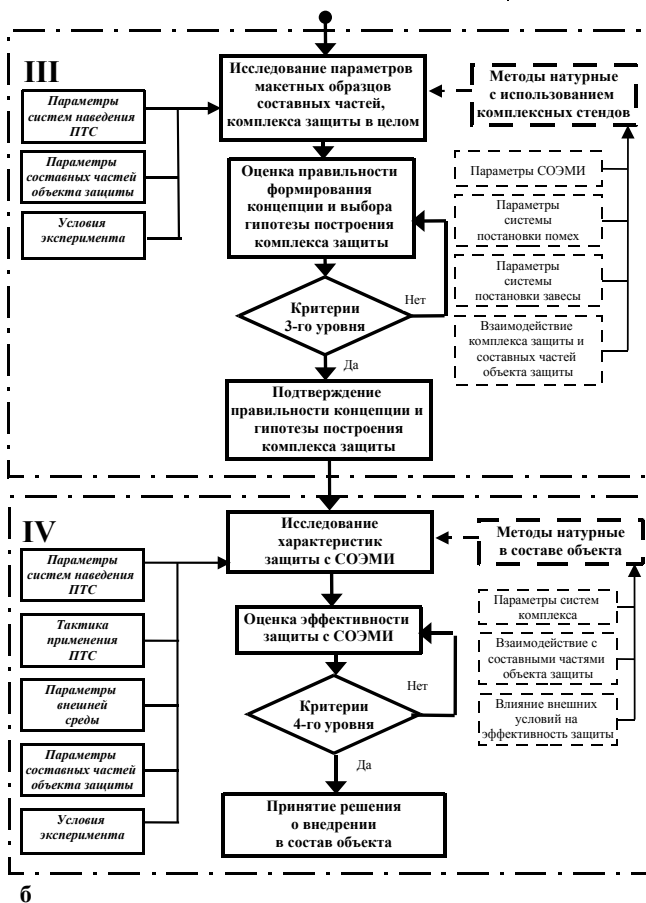 III
Исследование параметров
макетных образцов
составных частей,
комплекса защиты в целом
Методы натурные
с использованием
комплексных стендов
Параметры
систем наведения
ПТС
Параметры
составных частей
объекта защиты
Условия
эксперимента
Оценка правильности
формирования
концепции и выбора
гипотезы построения
комплекса защиты
Параметры СОЭМИ
Параметры
системы
постановки помех
Параметры
системы
постановки завесы
Взаимодействие
комплекса защиты и
составных частей
объекта защиты
Критерии
3-го уровня
Нет
Да
Подтверждение
правильности концепции и
гипотезы построения
комплекса защиты
IV
Исследование
характеристик
защиты с СОЭМИ
Методы натурные
в составе объекта
Параметры
систем наведения
ПТС
Тактика
применения
ПТС
Параметры
внешней
среды
Параметры
составных частей
объекта защиты
Условия
эксперимента
Оценка эффективности
защиты с СОЭМИ
Параметры систем
комплекса
Взаимодействие с
составными частями
объекта защиты
Влияние внешних
условий на
эффективность защиты
Критерии
4-го уровня
Нет
Да
Принятие решения
о внедрении
в состав объекта
б